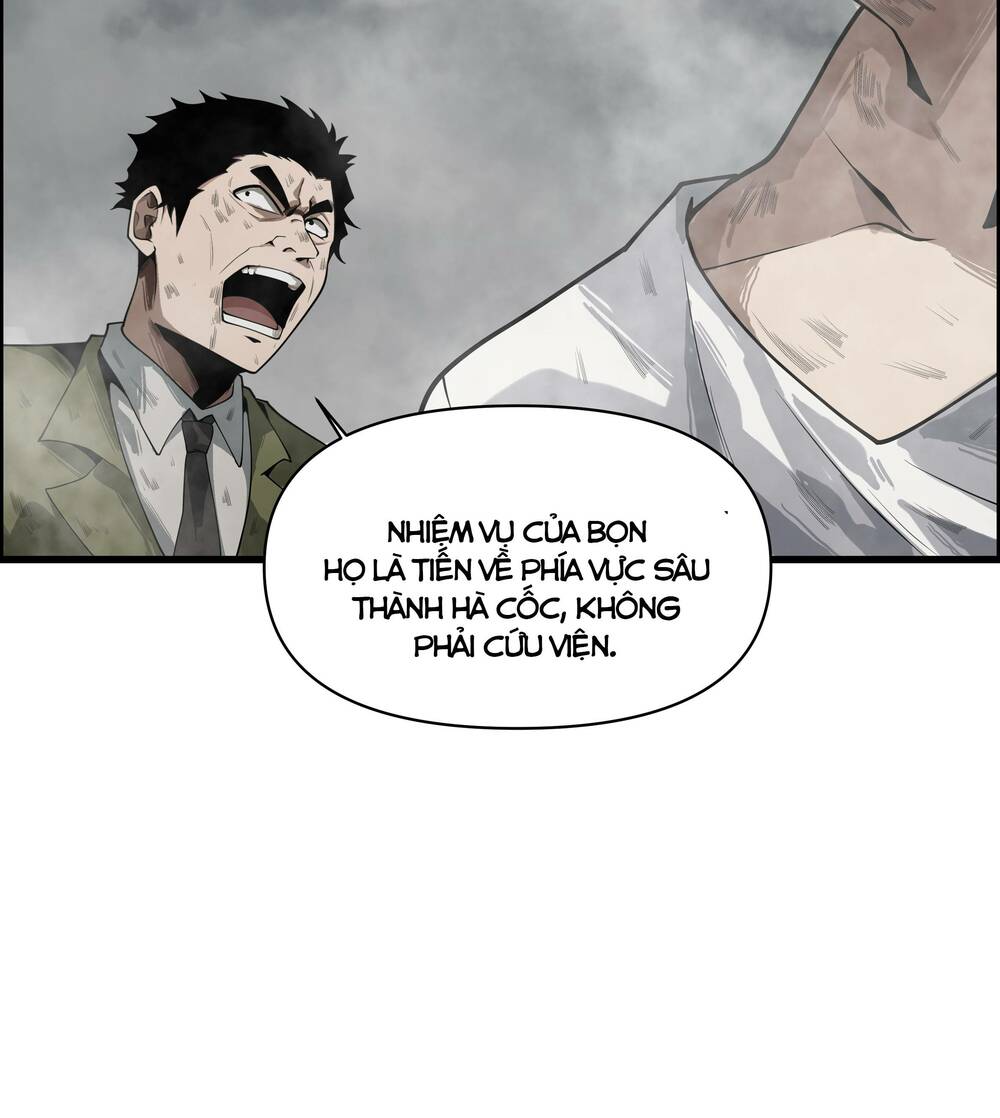 NHIỆM VỤ CỦA BỌN
HỌ LÀ TIẾN VỀ PHÍA VỰC SÂU
THÀNH HÀ CỐC, KHÔNG
PHẢI CỨU VIỆN.